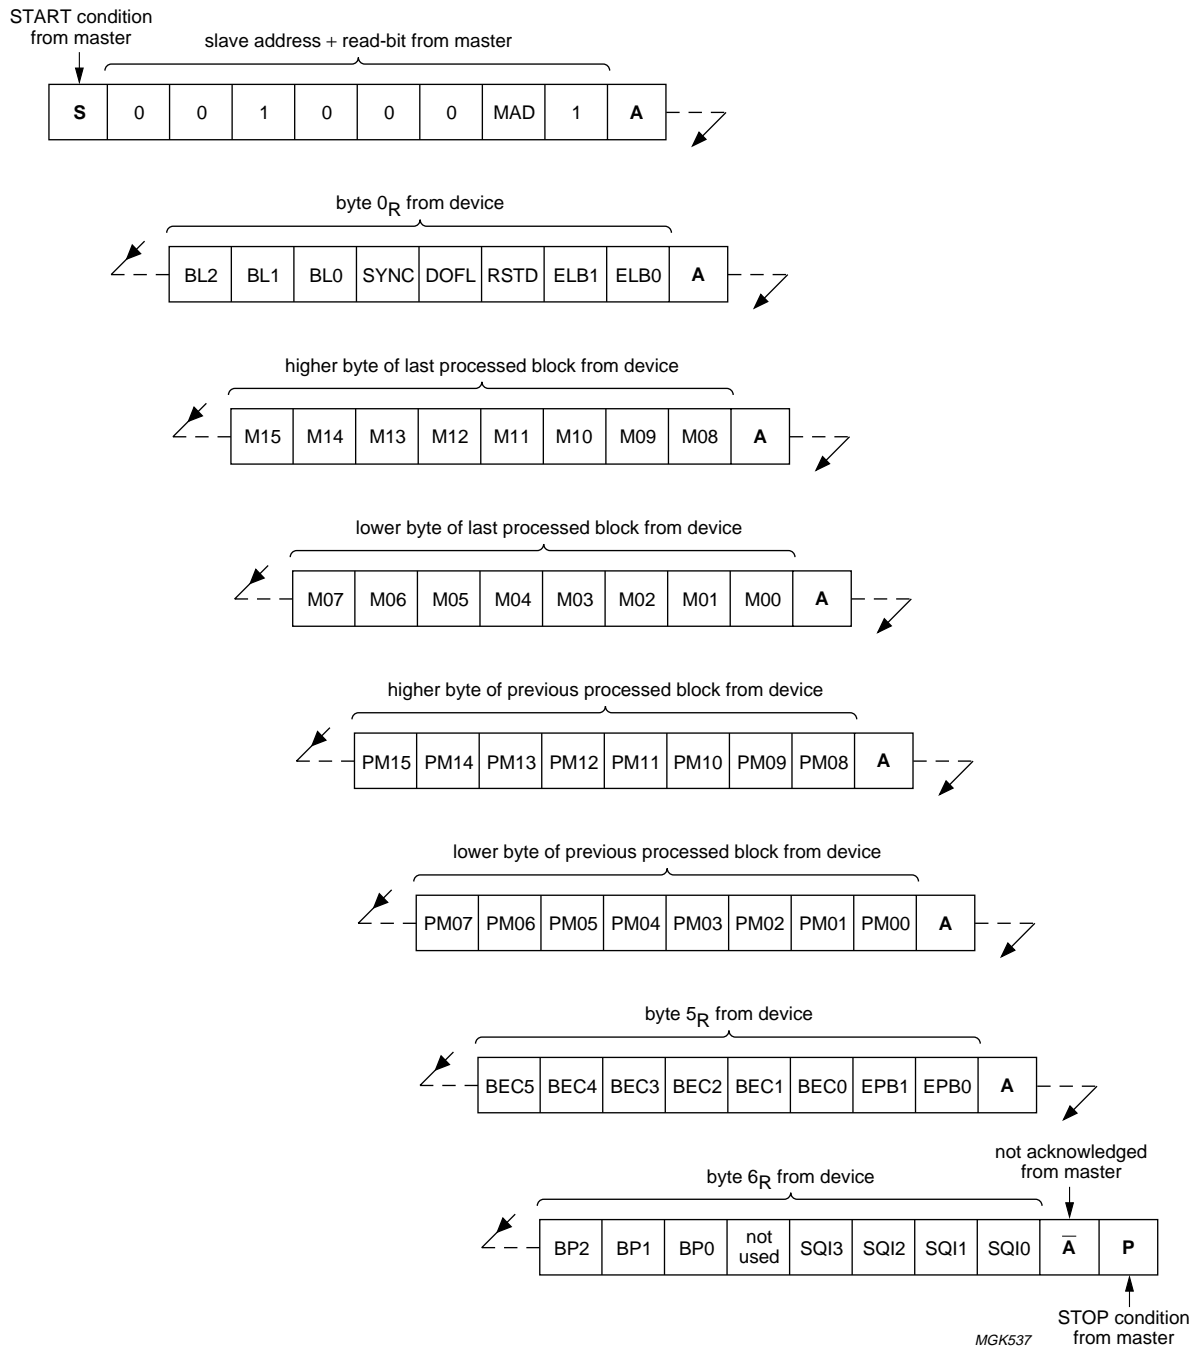 START condition
from master
slave address + read-bit from master
S 0 0 1 0 0 0 MAD 1 A
byte 0R from device
BL2 BL1 BL0 SYNC DOFL RSTD ELB1 ELB0 A
higher byte of last processed block from device
M15 M14 M13 M12 M11 M10 M09 M08 A
lower byte of last processed block from device
M07 M06 M05 M04 M03 M02 M01 M00 A
higher byte of previous processed block from device
PM15 PM14 PM13 PM12 PM11 PM10 PM09 PM08 A
lower byte of previous processed block from device
PM07 PM06 PM05 PM04 PM03 PM02 PM01 PM00 A
byte 5R from device
BEC5 BEC4 BEC3 BEC2 BEC1 BEC0 EPB1 EPB0 A
not acknowledged
from master
byte 6R from device
BP2 BP1 BP0 not used SQI3 SQI2 SQI1 SQI0 A̅ P
STOP condition
from master
MGK537